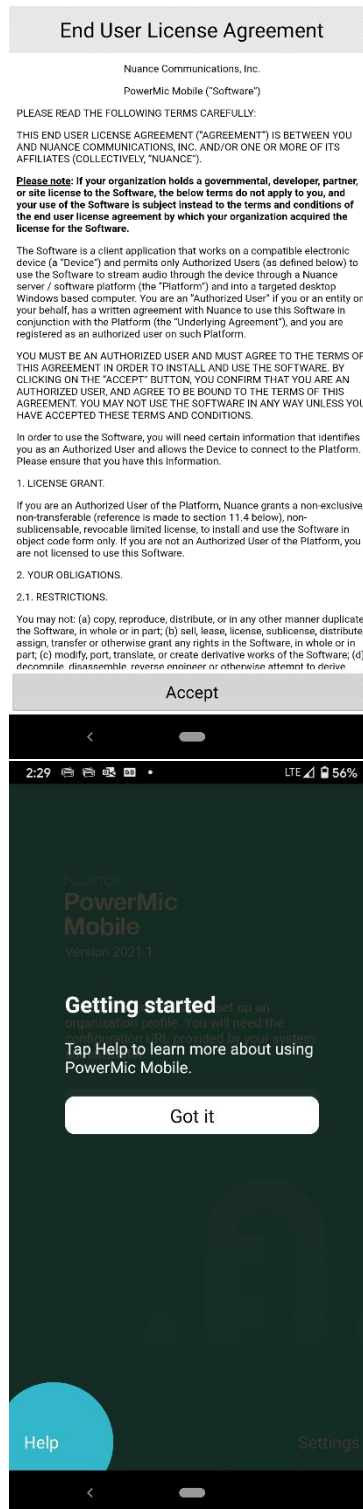 End User License Agreement
Nuance Communications, Inc.
PowerMic Mobile ("Software")
PLEASE READ THE FOLLOWING TERMS CAREFULLY:
THIS END USER LICENSE AGREEMENT ("AGREEMENT") IS BETWEEN YOU
AND NUANCE COMMUNICATIONS, INC. AND/OR ONE OR MORE OF ITS
AFFILIATES (COLLECTIVELY, "NUANCE").
Please note: If your organization holds a governmental, developer, partner,
or site license to the Software, the below terms do not apply to you, and
your use of the Software is subject instead to the terms and conditions of
the end user license agreement by which your organization acquired the
license for the Software.
The Software is a client application that works on a compatible electronic
device (a "Device") and permits only Authorized Users (as defined below) to
use the Software to stream audio through the device through a Nuance
server / software platform (the "Platform") and into a targeted desktop
Windows based computer. You are an "Authorized User" if you or an entity on
your behalf, has a written agreement with Nuance to use this Software in
conjunction with the Platform (the "Underlying Agreement"), and you are
registered as an authorized user on such Platform.
YOU MUST BE AN AUTHORIZED USER AND MUST AGREE TO THE TERMS OF
THIS AGREEMENT IN ORDER TO INSTALL AND USE THE SOFTWARE. BY
CLICKING ON THE "ACCEPT" BUTTON, YOU CONFIRM THAT YOU ARE AN
AUTHORIZED USER, AND AGREE TO BE BOUND TO THE TERMS OF THIS
AGREEMENT. YOU MAY NOT USE THE SOFTWARE IN ANY WAY UNLESS YOU
HAVE ACCEPTED THESE TERMS AND CONDITIONS.
In order to use the Software, you will need certain information that identifies
you as an Authorized User and allows the Device to connect to the Platform.
Please ensure that you have this information.
1. LICENSE GRANT.
If you are an Authorized User of the Platform, Nuance grants a non-exclusive,
non-transferable (reference is made to section 11.4 below), non-
sublicensable, revocable limited license, to install and use the Software in
object code form only. If you are not an Authorized User of the Platform, you
are not licensed to use this Software.
2. YOUR OBLIGATIONS.
2.1. RESTRICTIONS.
You may not: (a) copy, reproduce, distribute, or in any other manner duplicate
the Software, in whole or in part; (b) sell, lease, license, sublicense, distribute,
assign, transfer or otherwise grant any rights in the Software, in whole or in
part; (c) modify, port, translate, or create derivative works of the Software; (d)
decompile, disassemble, reverse engineer or otherwise attempt to derive
Accept
2:29
LTE 56%
Nuance
PowerMic
Mobile
Version 2021.1
Getting started
set up an
organization profile. You will need the
configuration URL provided by your system
Tap Help to learn more about using
PowerMic Mobile.
Got it
Help
Settings